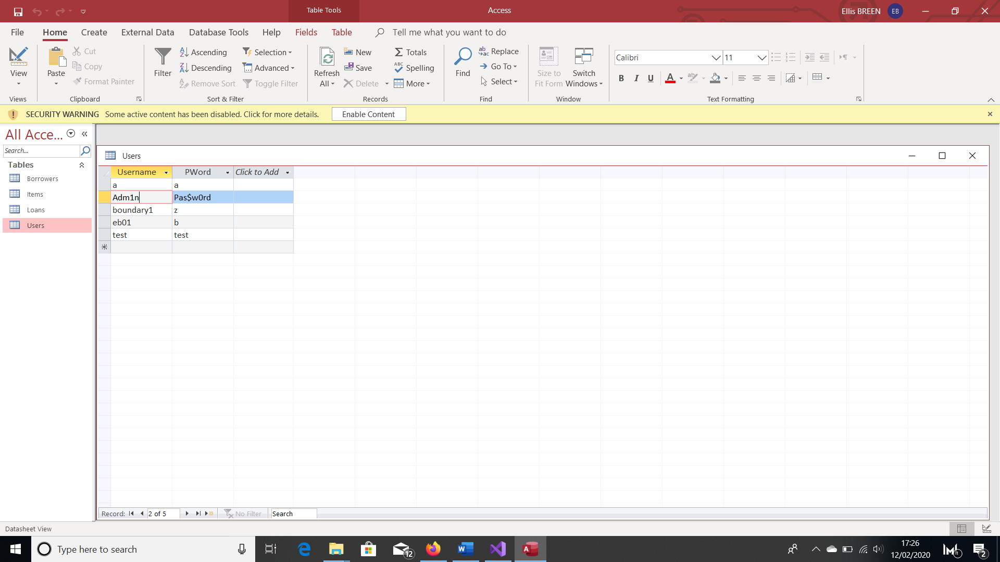 Table Tools
Access
Ellis BREEN
EB
File Home Create External Data Database Tools Help Fields Table Tell me what you want to do
View
Views
Paste
Cut
Copy
Format Painter
Clipboard
Filter
Ascending
Descending
Remove Sort
Selection
Advanced
Toggle Filter
Sort & Filter
Refresh
All
New
Save
Delete
Totals
Spelling
More
Records
Find
Replace
Go To
Select
Find
Size to
Fit Form
Switch
Windows
Window
Calibri
11
B I U
Text Formatting
SECURITY WARNING Some active content has been disabled. Click for more details. Enable Content
All Acce...
Search...
Tables
Borrowers
Items
Loans
Users
Users
Username PWord Click to Add
a a
Adm1n Pas$w0rd
boundary1 z
eb01 b
test test
Record: 2 of 5 No Filter Search
Datasheet View
Type here to search
12
17:26
12/02/2020
1
2